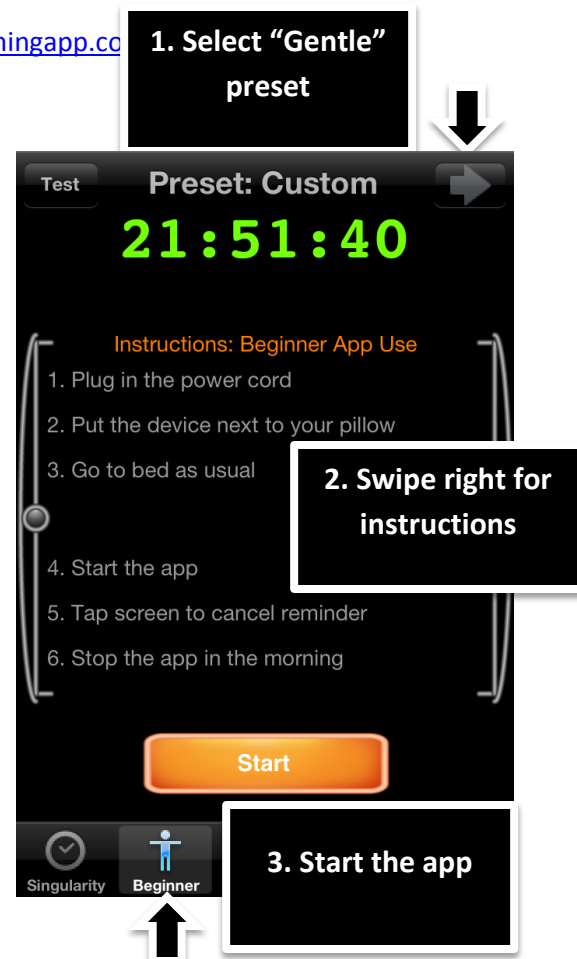 ningapp.co
1. Select “Gentle”
preset
Test
Preset: Custom
21:51:40
Instructions: Beginner App Use
1. Plug in the power cord
2. Put the device next to your pillow
3. Go to bed as usual
2. Swipe right for
instructions
4. Start the app
5. Tap screen to cancel reminder
6. Stop the app in the morning
Start
3. Start the app
Singularity
Beginner